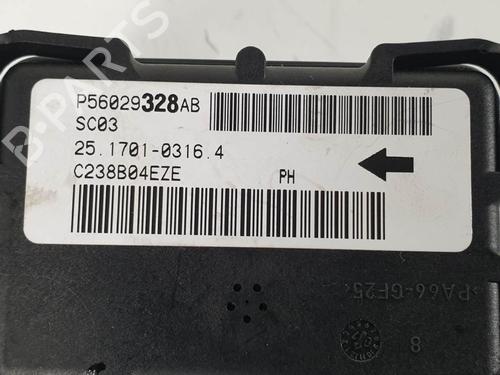 P56029328AB
SC03
25.1701-0316.4
C238B04EZE PH
>PA66-GF25<
8
B-PARTS